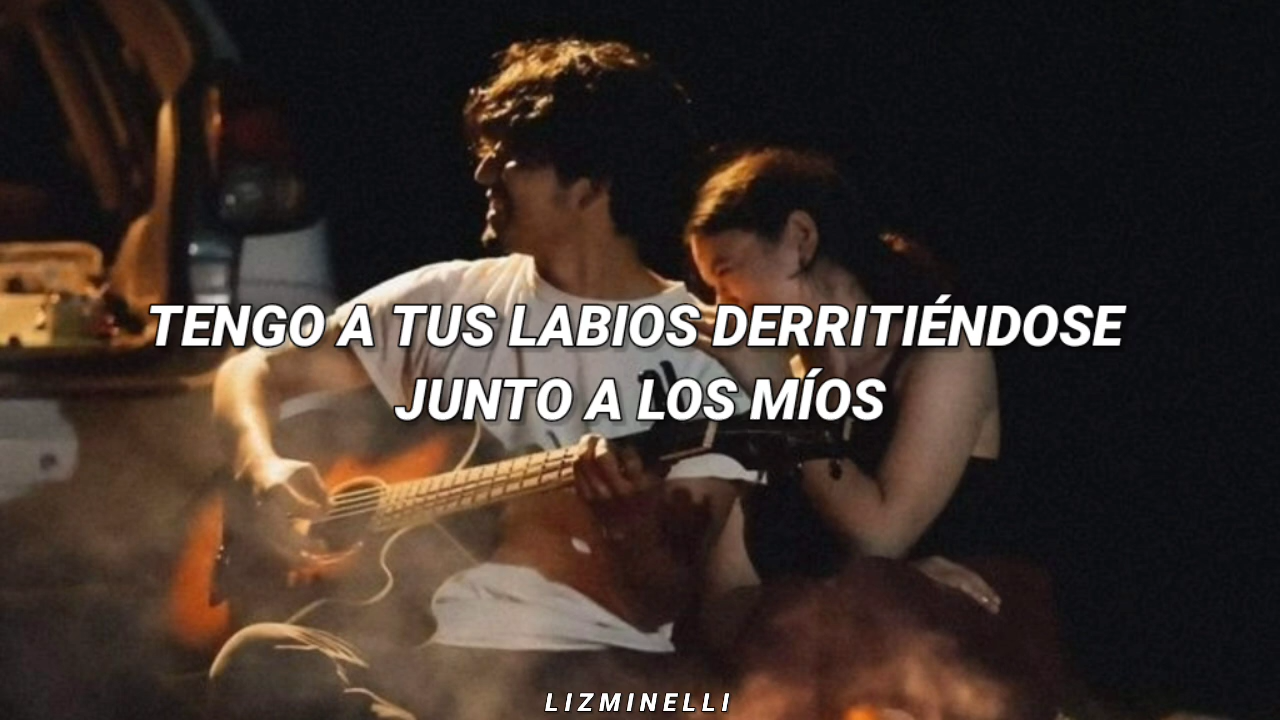 TENGO A TUS LABIOS DERRITIÉNDOSE
JUNTO A LOS MÍOS
LIZMINELLI